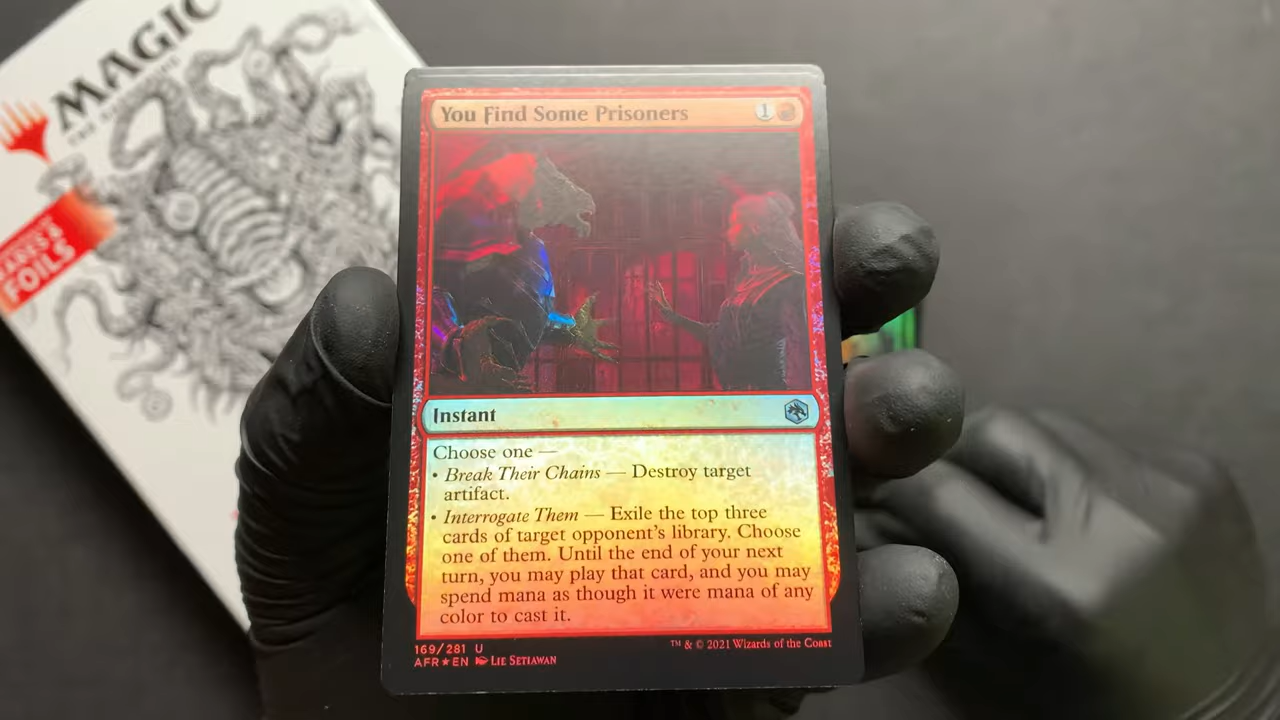 MAGIC
FOILS
You Find Some Prisoners 1
Instant
Choose one —
• Break Their Chains — Destroy target
artifact.
• Interrogate Them — Exile the top three
cards of target opponent's library. Choose
one of them. Until the end of your next
turn, you may play that card, and you may
spend mana as though it were mana of any
color to cast it.
169/281 U
AFR★EN Lie Setiawan
™ & © 2021 Wizards of the Coast